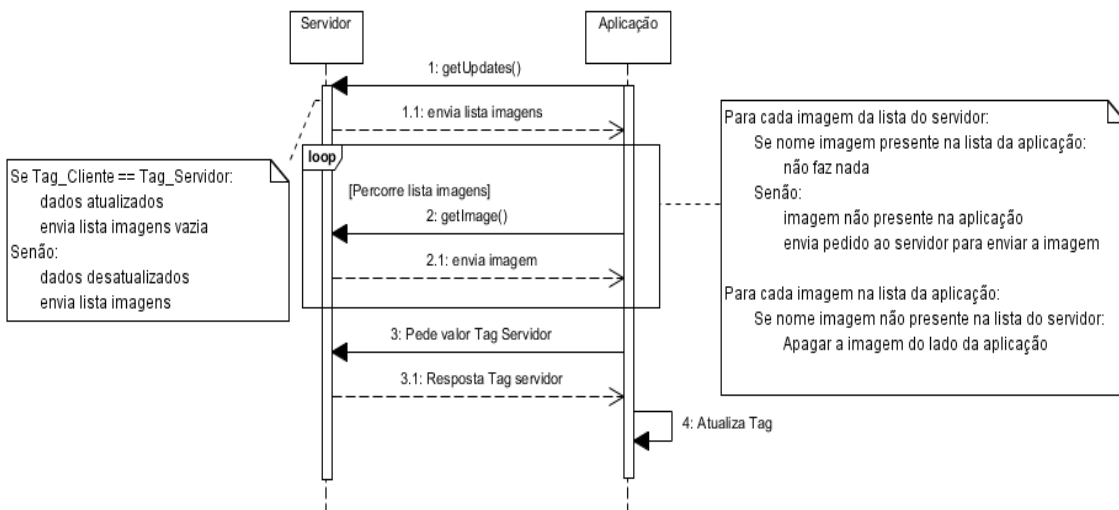 Servidor
Aplicação
1: getUpdates()
1.1: envia lista imagens
Se Tag_Cliente == Tag_Servidor:
dados atualizados
envia lista imagens vazia
Senão:
dados desatualizados
envia lista imagens
loop
[Percorre lista imagens]
2: getImage()
2.1: envia imagem
Para cada imagem da lista do servidor:
Se nome imagem presente na lista da aplicação:
não faz nada
Senão:
imagem não presente na aplicação
envia pedido ao servidor para enviar a imagem
Para cada imagem na lista da aplicação:
Se nome imagem não presente na lista do servidor:
Apagar a imagem do lado da aplicação
3: Pede valor Tag Servidor
3.1: Resposta Tag servidor
4: Atualiza Tag